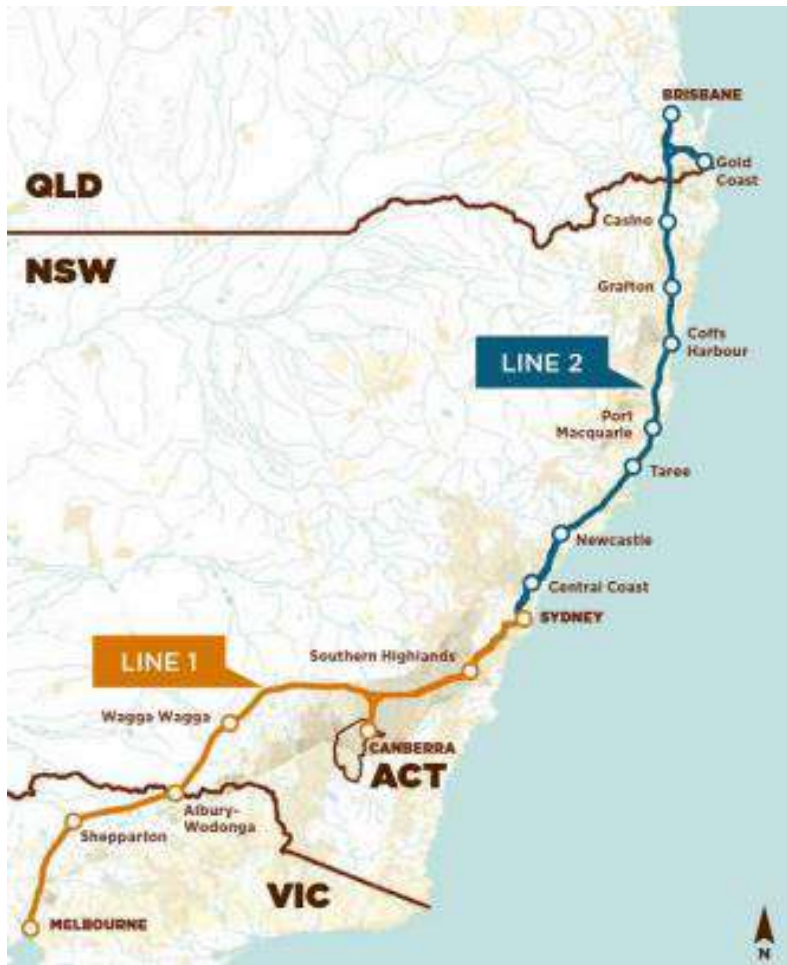 BRISBANE
Gold
Coast
QLD
Casino
NSW
Grafton
Coffs
Harbour
LINE 2
Port
Macquarie
Taree
Newcastle
Central Coast
SYDNEY
Southern Highlands
LINE 1
Wagga Wagga
CANBERRA
ACT
Albury-
Wodonga
Shepparton
VIC
MELBOURNE
N